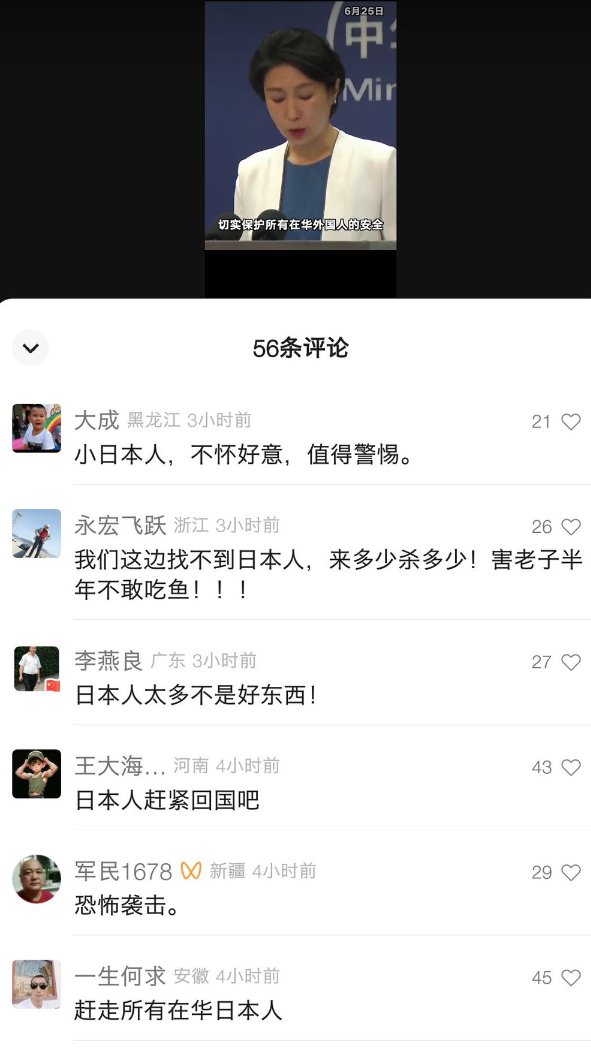 6月25日
中华
Min
切实保护所有在华外国人的安全
56条评论
大成 黑龙江 3小时前 21
小日本人，不怀好意，值得警惕。
永宏飞跃 浙江 3小时前 26
我们这边找不到日本人，来多少杀多少！害老子半
年不敢吃鱼！！！
李燕良 广东 3小时前 27
日本人太多不是好东西！
王大海... 河南 4小时前 43
日本人赶紧回国吧
军民1678 新疆 4小时前 29
恐怖袭击。
一生何求 安徽 4小时前 45
赶走所有在华日本人